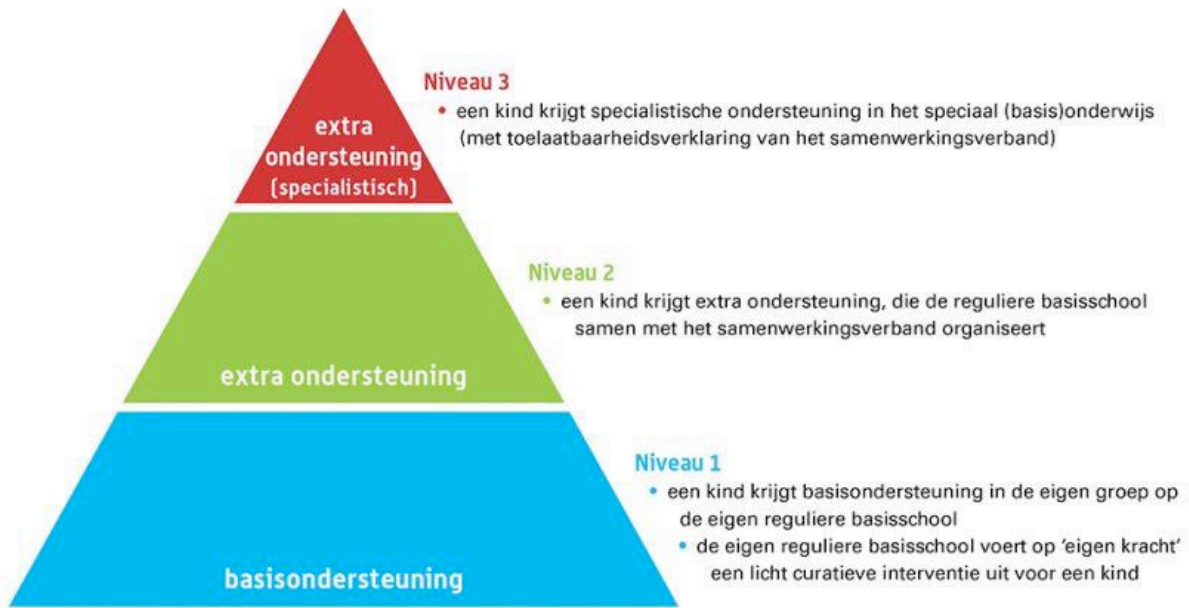 extra
ondersteuning
(specialistisch)
Niveau 3
• een kind krijgt specialistische ondersteuning in het speciaal (basis)onderwijs
(met toelaatbaarheidsverklaring van het samenwerkingsverband)
extra ondersteuning
Niveau 2
• een kind krijgt extra ondersteuning, die de reguliere basisschool
samen met het samenwerkingsverband organiseert
basisondersteuning
Niveau 1
• een kind krijgt basisondersteuning in de eigen groep op
de eigen reguliere basisschool
• de eigen reguliere basisschool voert op ‘eigen kracht’
een licht curatieve interventie uit voor een kind